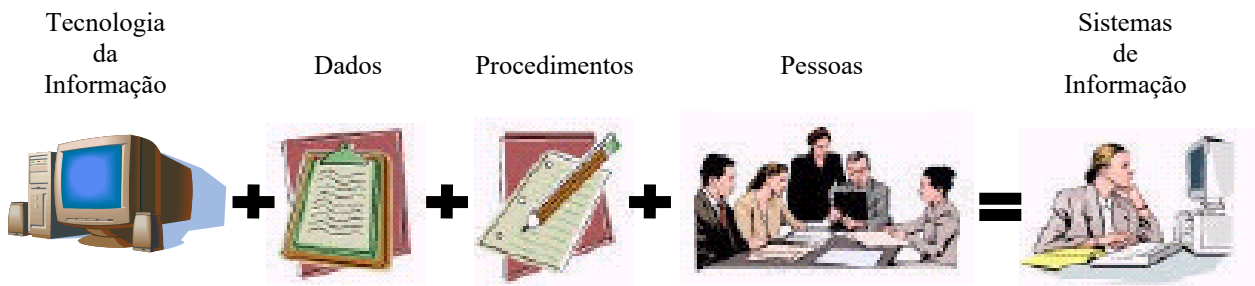 Tecnologia
da
Informação
Dados
Procedimentos
Pessoas
Sistemas
de
Informação